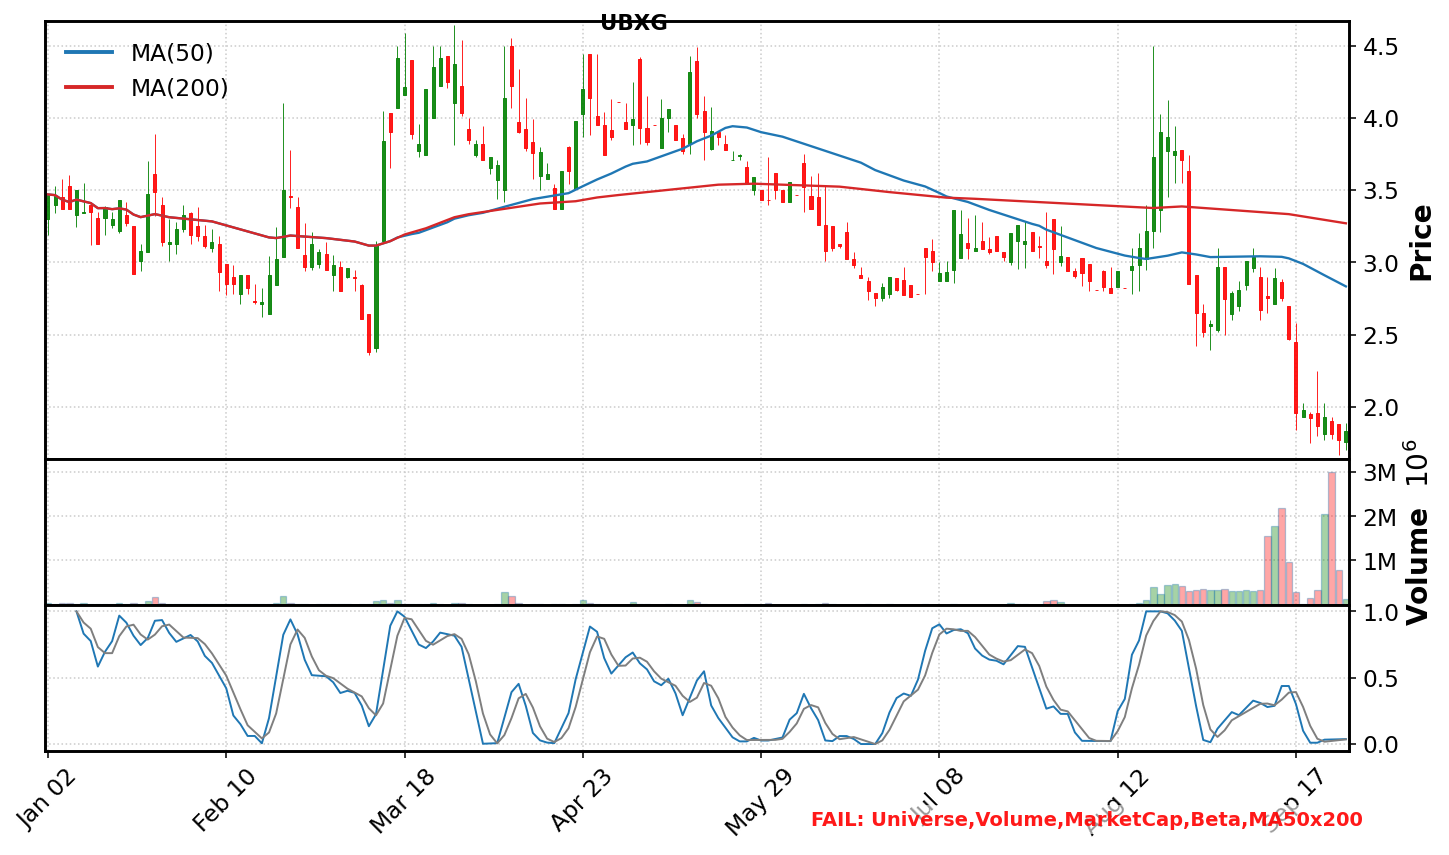 UBXG
MA(50)
MA(200)
4.5
4.0
3.5
3.0
2.5
2.0
Price
3M
2M
1M
Volume 10^6
1.0
0.5
0.0
Jan 02
Feb 10
Mar 18
Apr 23
May 29
Jul 08
Aug 12
Sep 17
FAIL: Universe,Volume,MarketCap,Beta,MA50x200